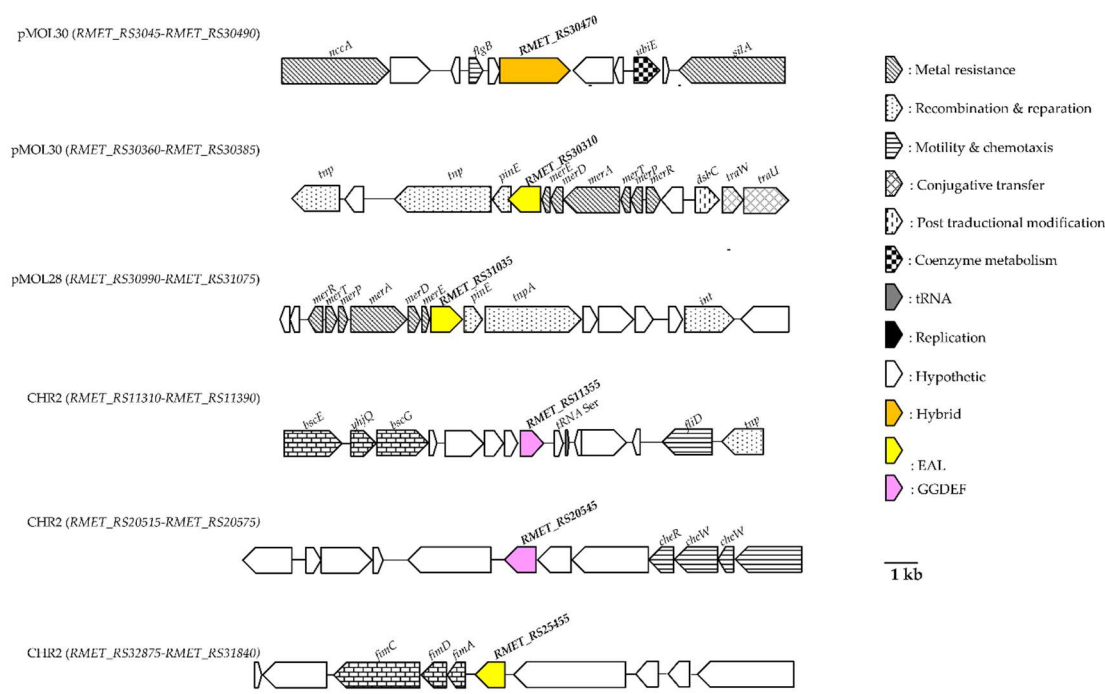 pMOL30 (RMET_RS3045-RMET_RS30490)
nccA
flgB
RMET_RS30470
ubiE
silA
pMOL30 (RMET_RS30360-RMET_RS30385)
tnp
tnp
pinE
RMET_RS30310
merE
merD
merA
merT
merP
merR
dsbC
traW
traU
pMOL28 (RMET_RS30990-RMET_RS31075)
merR
merT
merP
merA
merD
merE
RMET_RS31035
pinE
tnpA
int
CHR2 (RMET_RS11310-RMET_RS11390)
bscE
yhjQ
bscG
RMET_RS11355
tRNA Ser
fliD
tnp
CHR2 (RMET_RS20515-RMET_RS20575)
RMET_RS20545
cheR
cheW
cheW
CHR2 (RMET_RS32875-RMET_RS31840)
fimC
fimD
fimA
RMET_RS25455
: Metal resistance
: Recombination & reparation
: Motility & chemotaxis
: Conjugative transfer
: Post traductional modification
: Coenzyme metabolism
: tRNA
: Replication
: Hypothetic
: Hybrid
: EAL
: GGDEF
1 kb